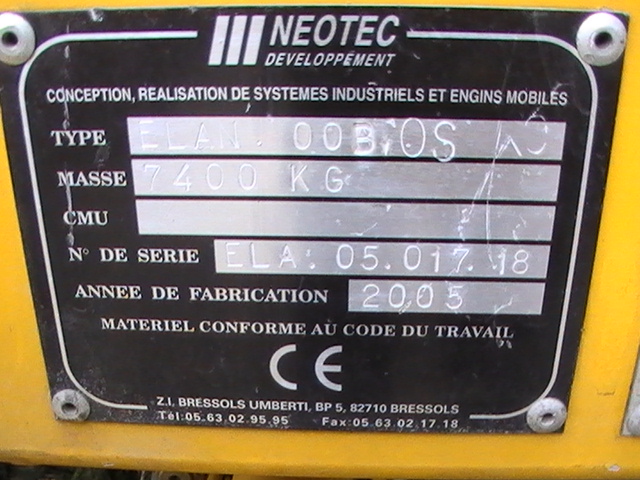 NEOTEC
DEVELOPPEMENT
CONCEPTION, REALISATION DE SYSTEMES INDUSTRIELS ET ENGINS MOBILES
TYPE ELAN. 00B
MASSE 7400 KG
CMU
N° DE SERIE ELA. 05.017.18
ANNEE DE FABRICATION 2005
MATERIEL CONFORME AU CODE DU TRAVAIL
CE
Z.I. BRESSOLS UMBERTI, BP 5, 82710 BRESSOLS
Tél:05.63.02.95.95 Fax:05.63.02.17.18